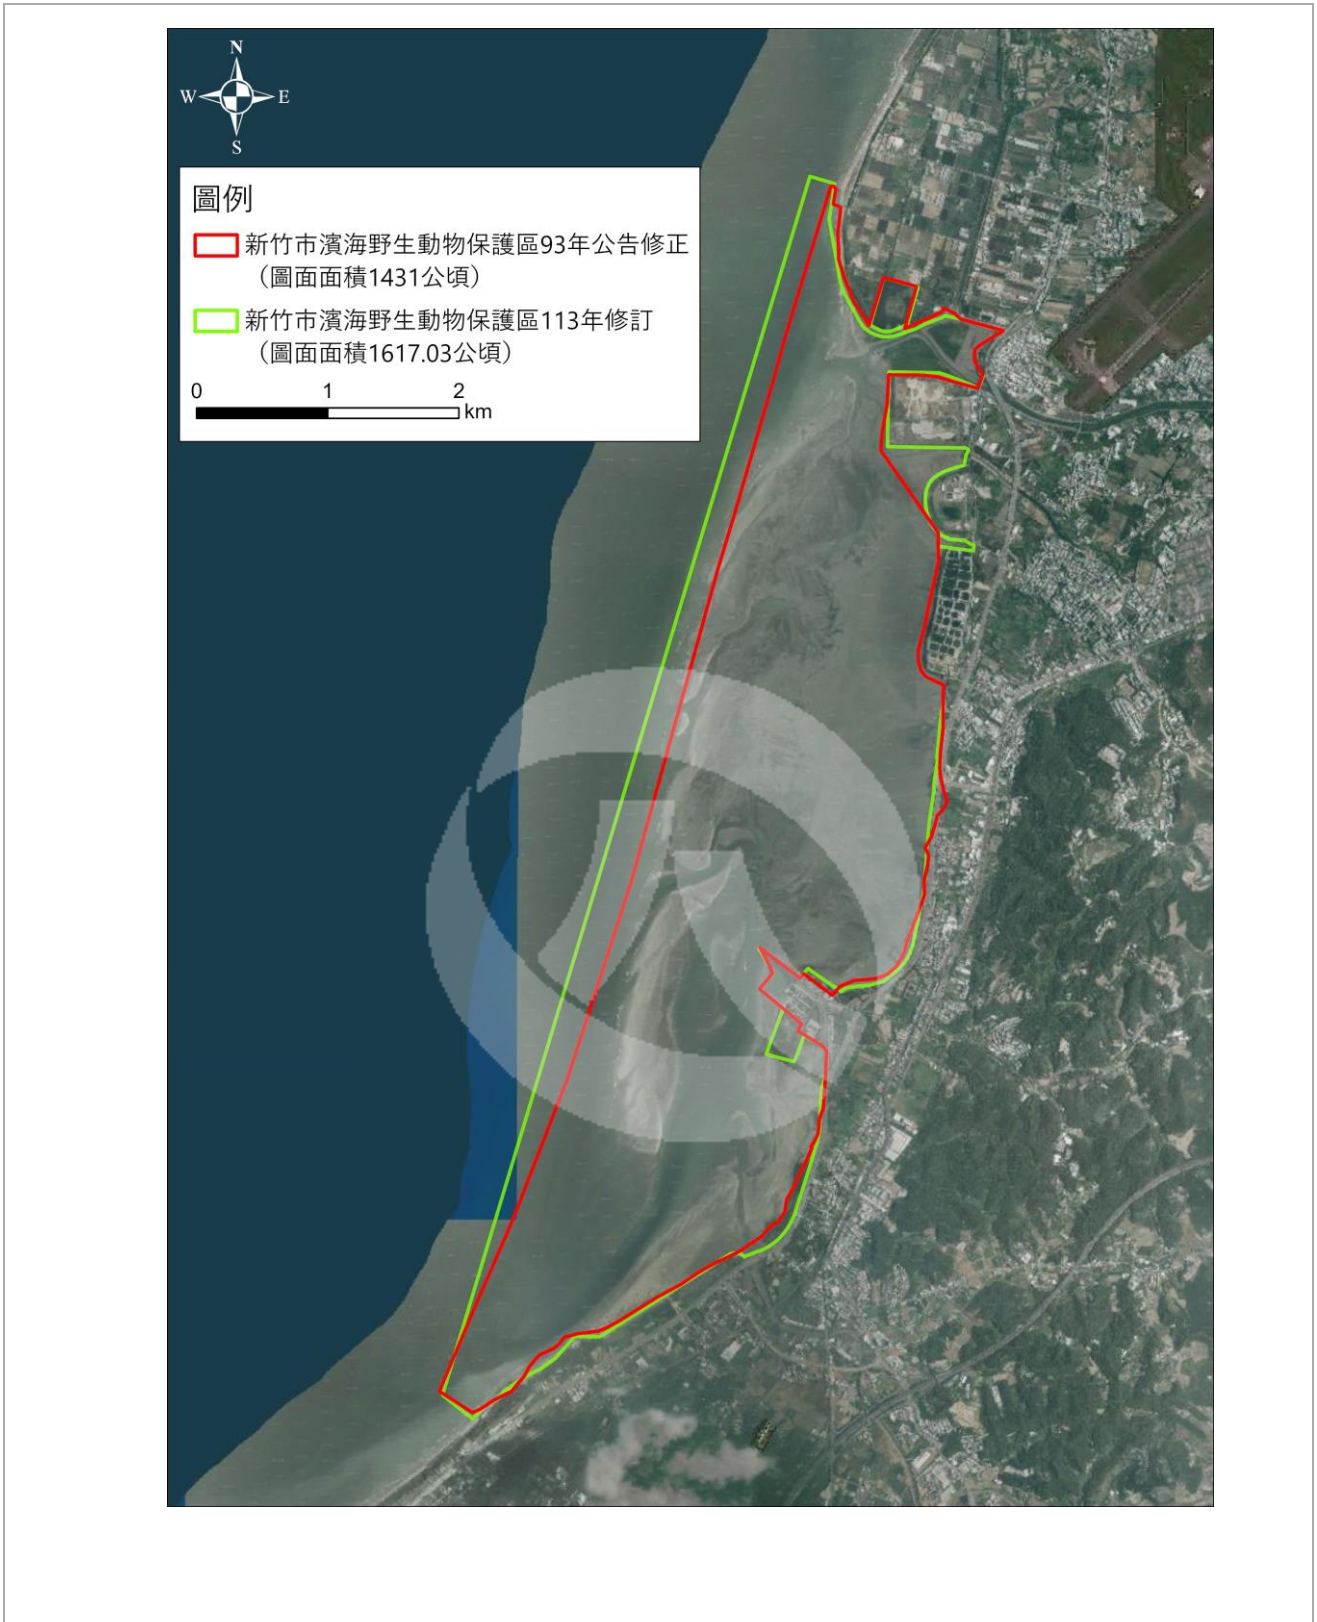 N
W E
S
圖例
新竹市濱海野生動物保護區93年公告修正
（圖面面積1431公頃）
新竹市濱海野生動物保護區113年修訂
（圖面面積1617.03公頃）
0 1 2
km